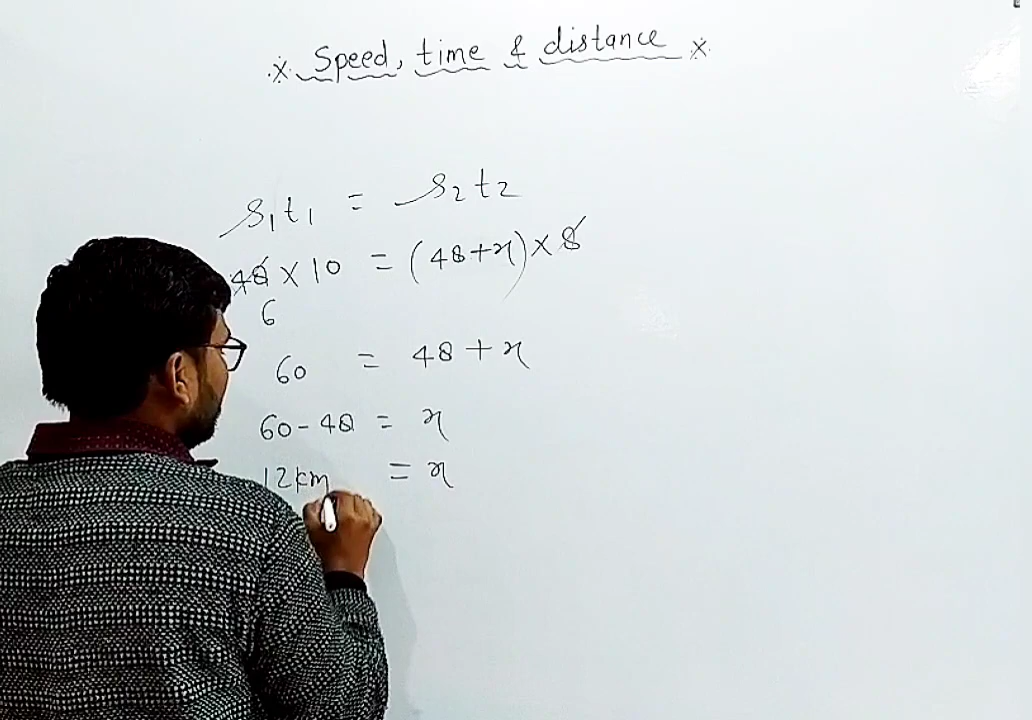 * Speed, time & distance *
s₁t₁ = s₂t₂
48 × 10 = (48+x) × 8
6
60 = 48 + x
60 - 48 = x
12km = x